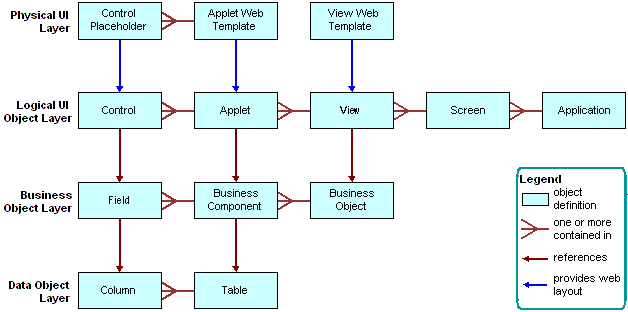 Physical UI
Layer
Control
Placeholder
Applet Web
Template
View Web
Template
Logical UI
Object Layer
Control
Applet
View
Screen
Application
Business
Object Layer
Field
Business
Component
Business
Object
Data Object
Layer
Column
Table
Legend
object
definition
one or more
contained in
references
provides web
layout